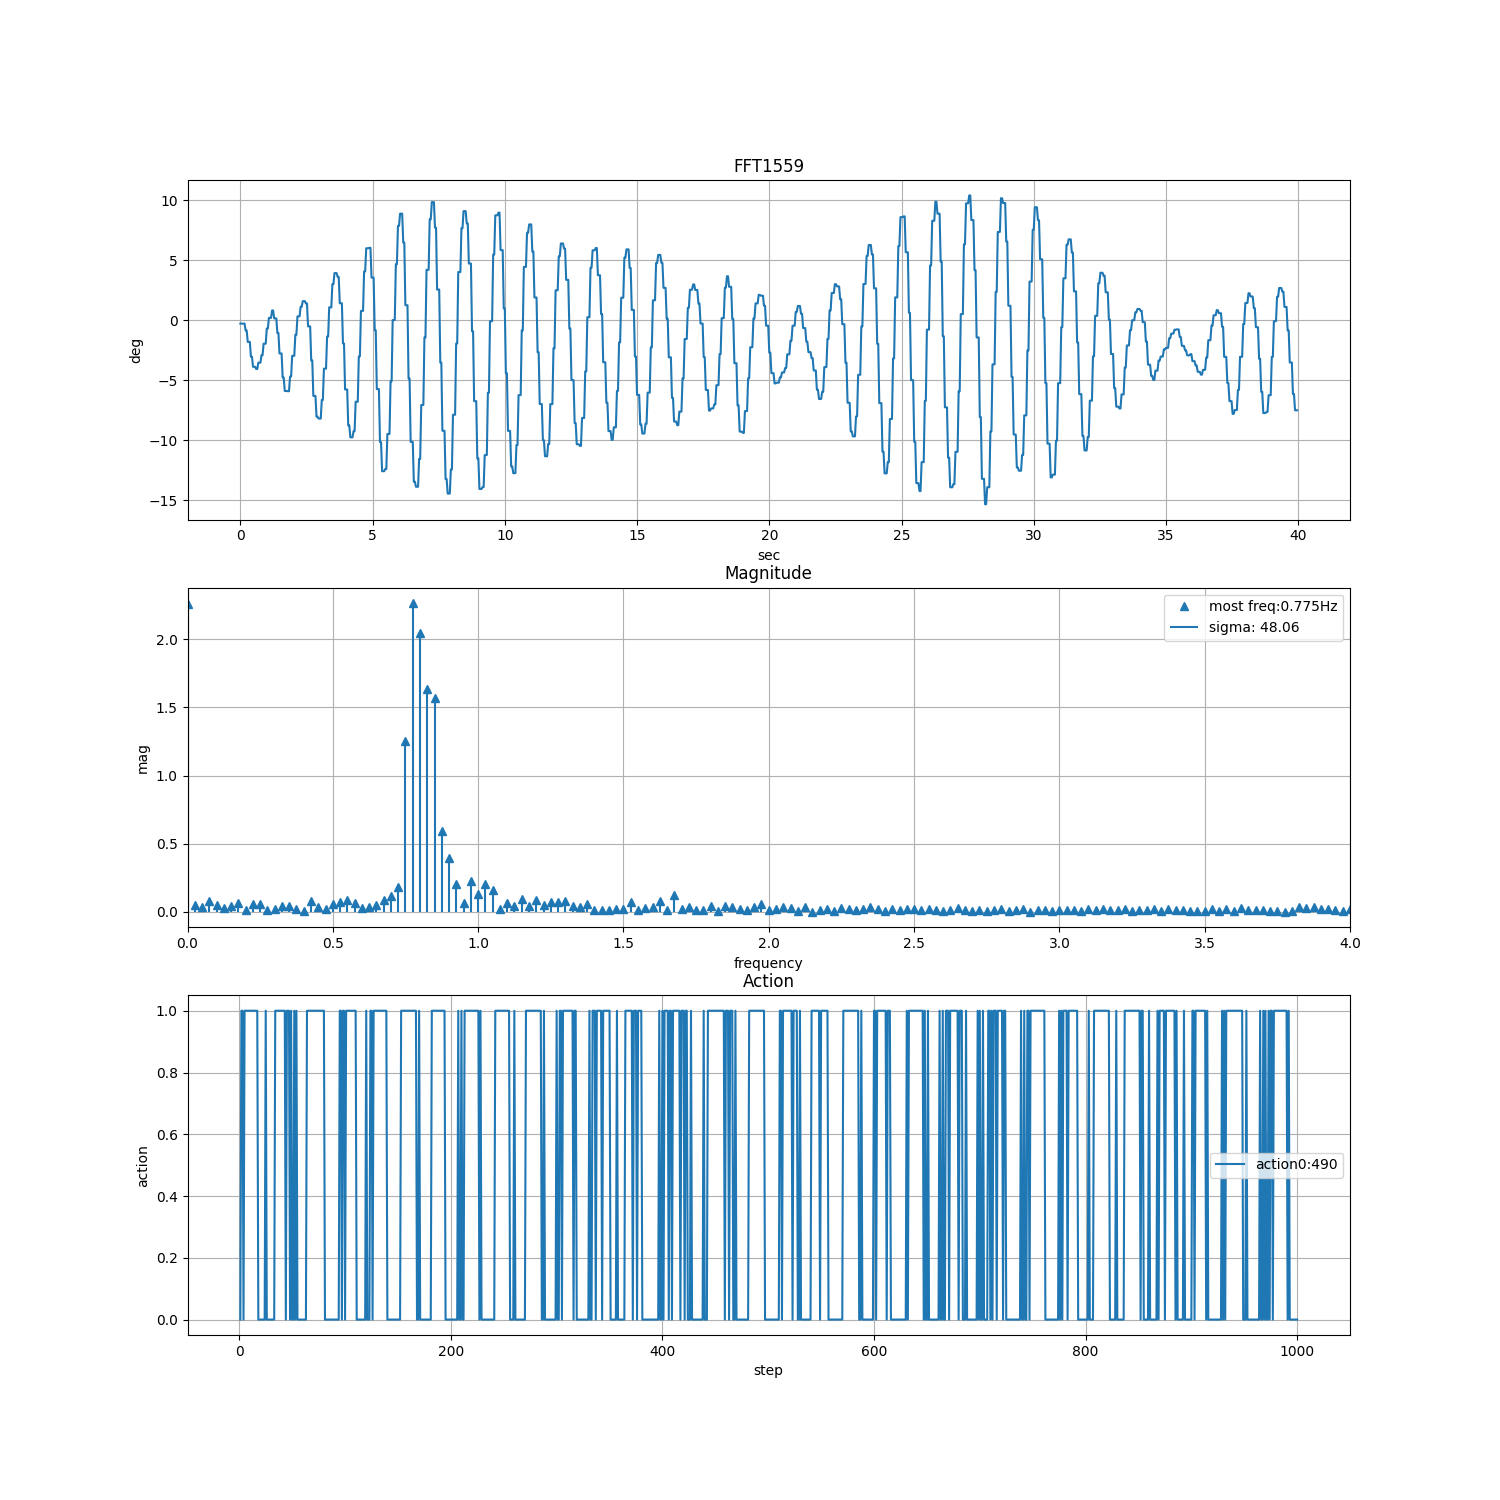 FFT1559
10
5
0
−5
−10
−15
deg
0 5 10 15 20 25 30 35 40
sec
Magnitude
most freq:0.775Hz
sigma: 48.06
2.0
1.5
1.0
0.5
0.0
mag
0.0 0.5 1.0 1.5 2.0 2.5 3.0 3.5 4.0
frequency
Action
1.0
0.8
0.6
0.4
0.2
0.0
action
action0:490
0 200 400 600 800 1000
step